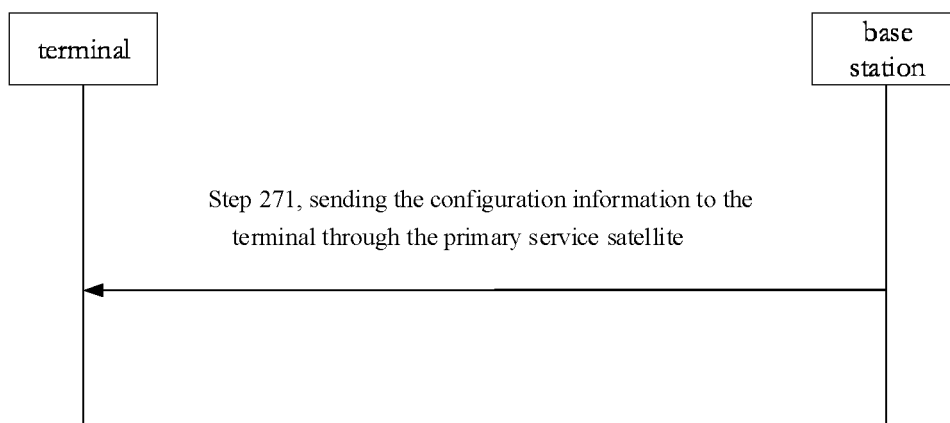 terminal
base
station
Step 271, sending the configuration information to the
terminal through the primary service satellite